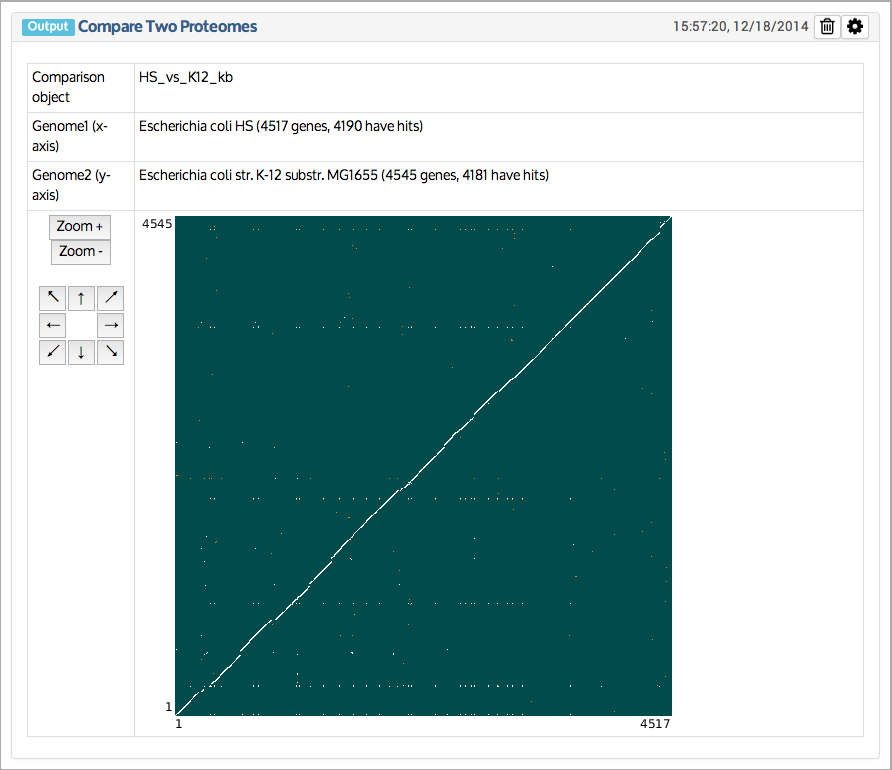 Output Compare Two Proteomes 15:57:20, 12/18/2014
Comparison object HS_vs_K12_kb
Genome1 (x-axis) Escherichia coli HS (4517 genes, 4190 have hits)
Genome2 (y-axis) Escherichia coli str. K-12 substr. MG1655 (4545 genes, 4181 have hits)
Zoom +
Zoom -
4545
1
1 4517